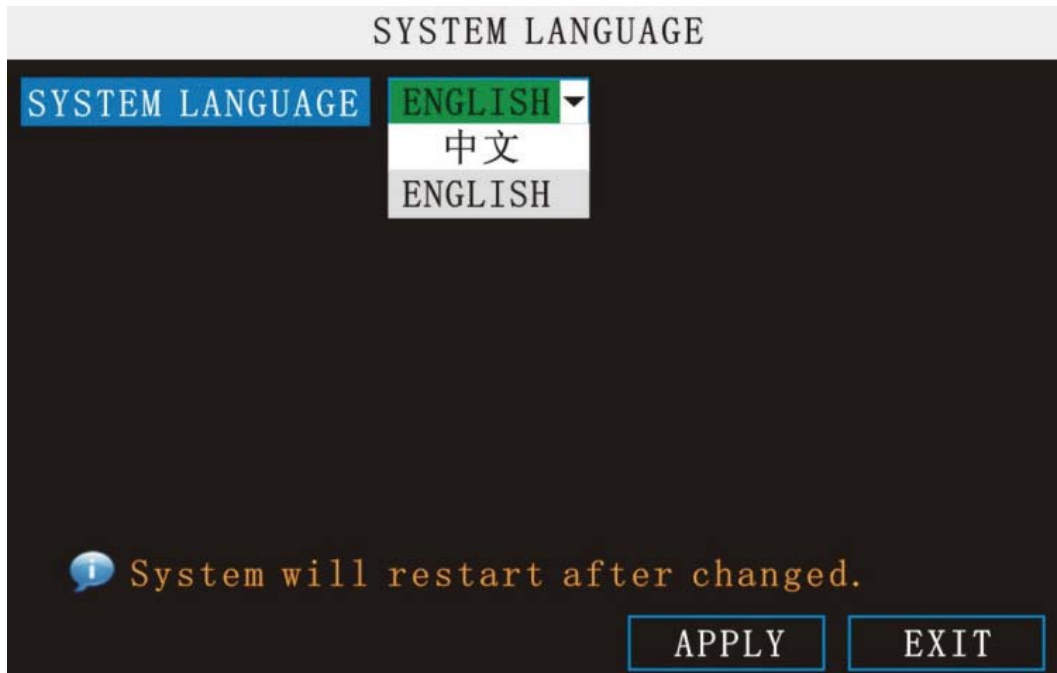 SYSTEM LANGUAGE
SYSTEM LANGUAGE ENGLISH
中文
ENGLISH
System will restart after changed.
APPLY EXIT